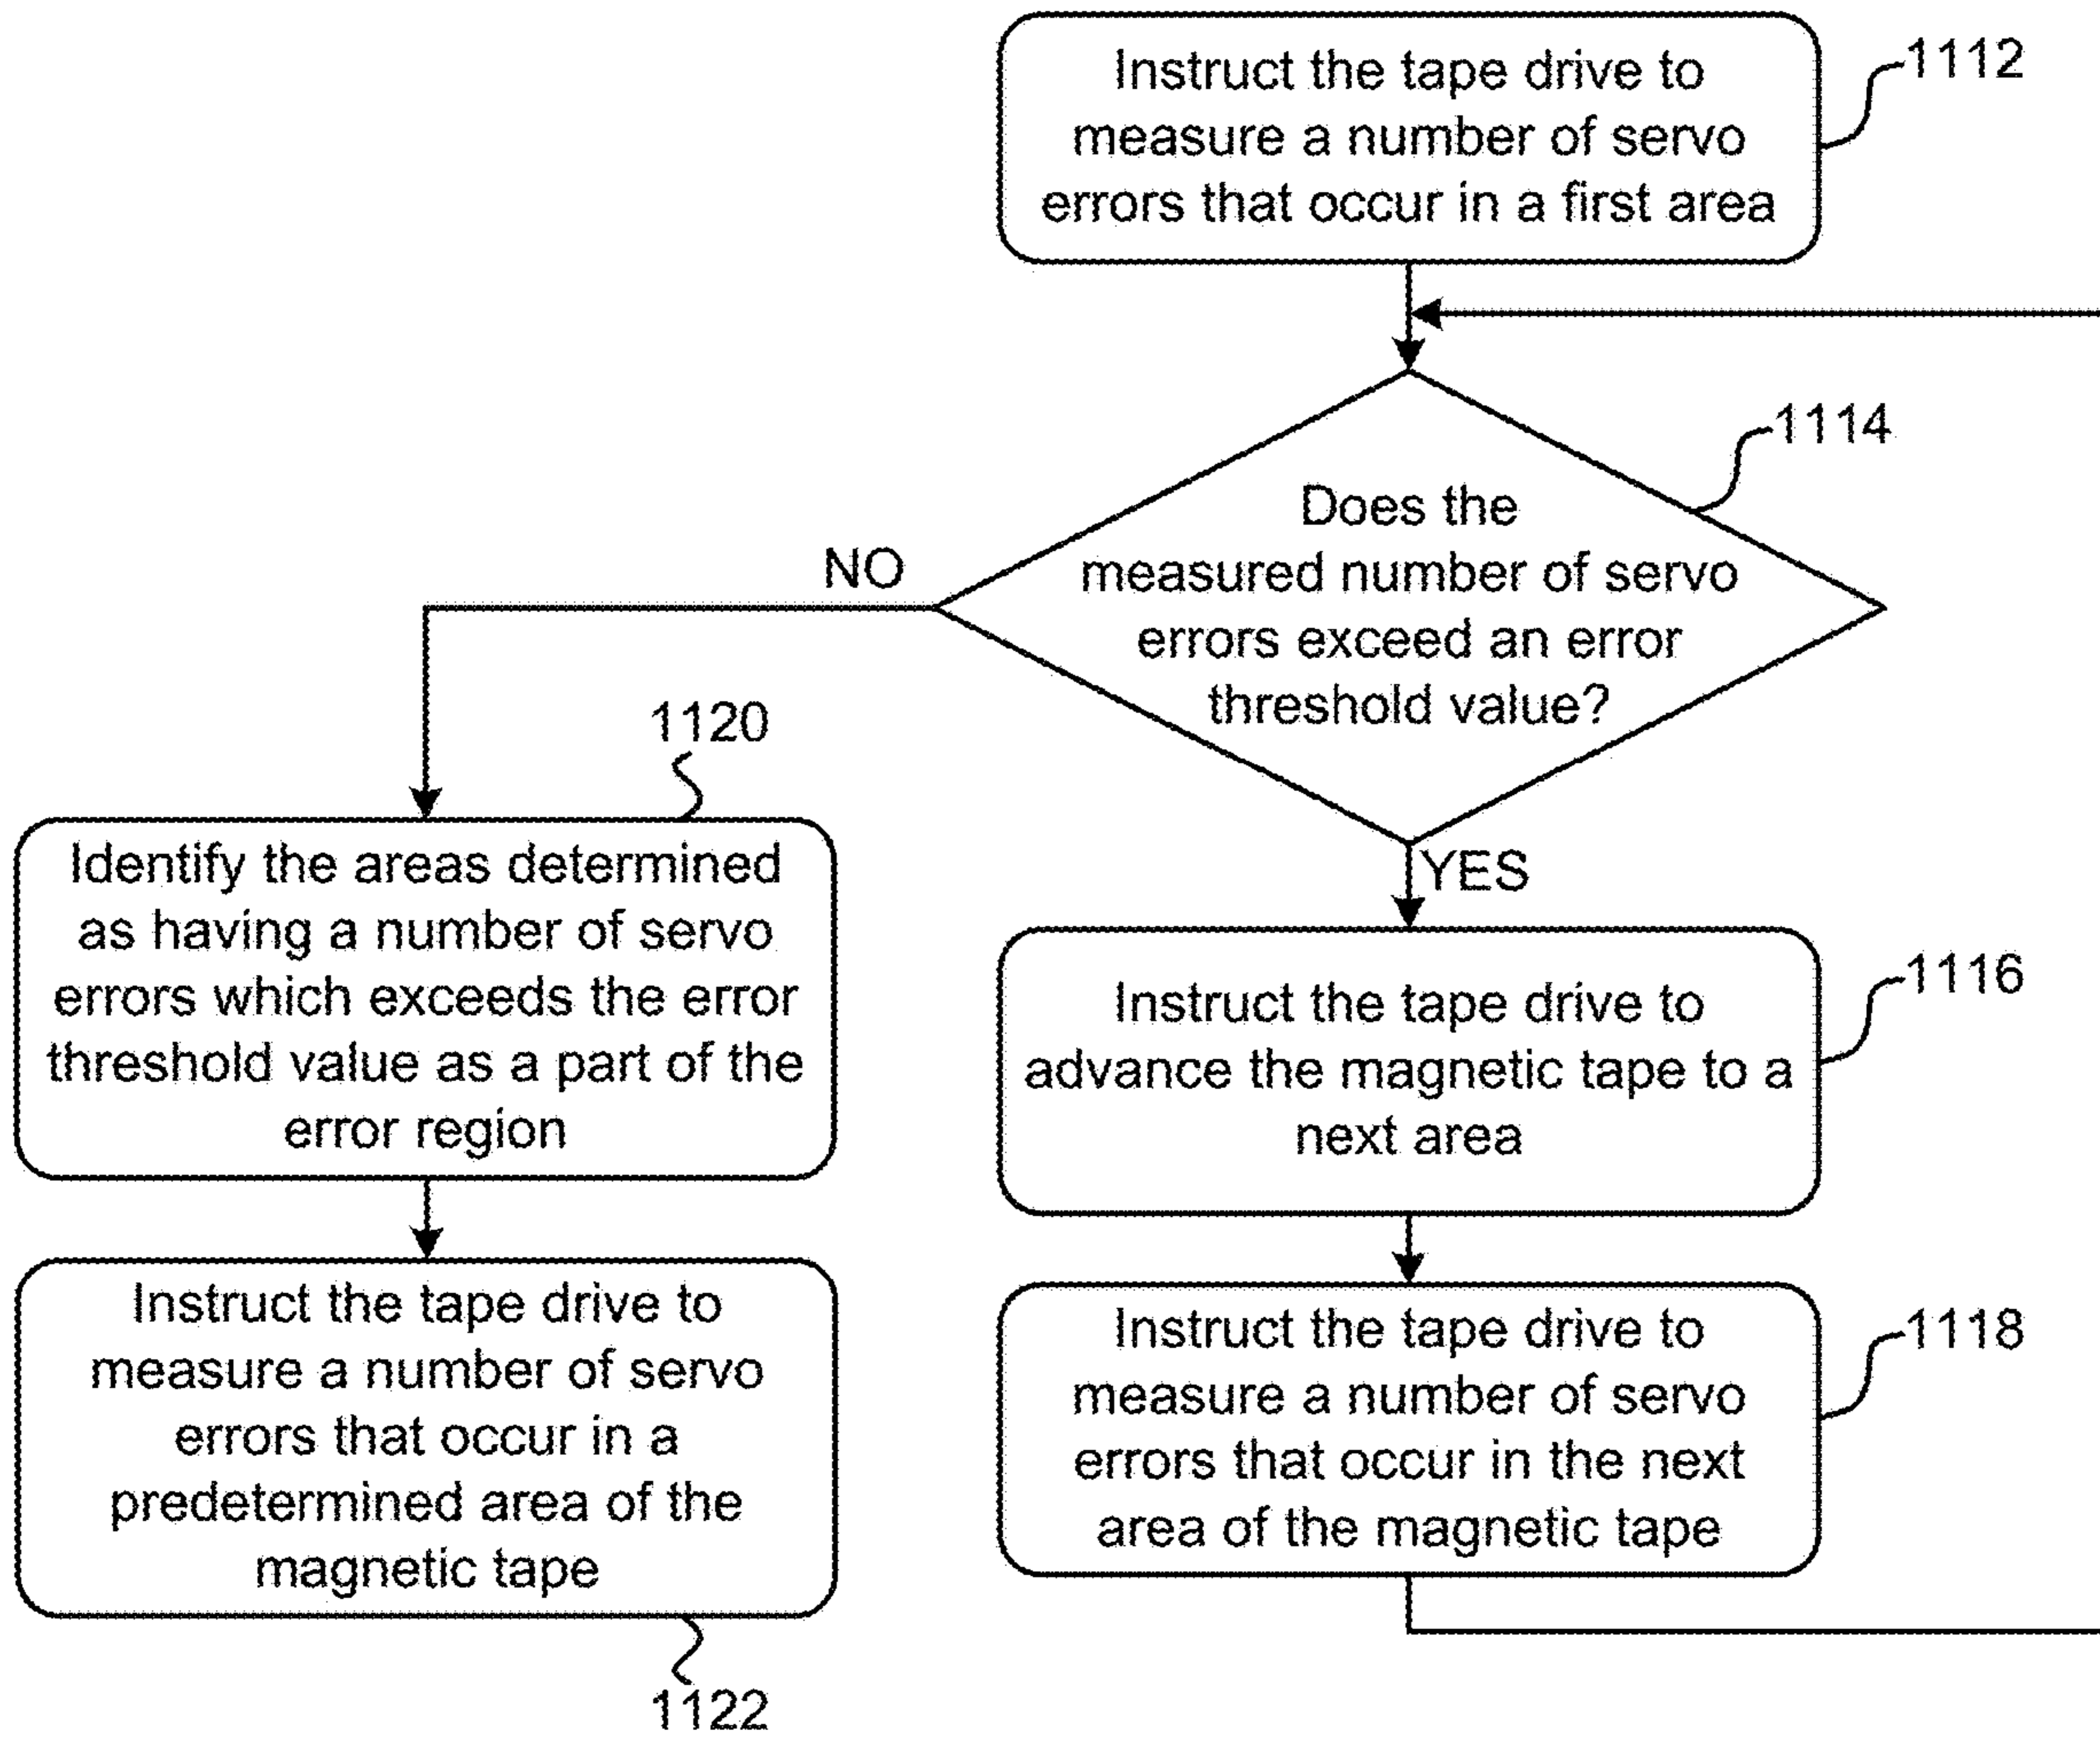 Instruct the tape drive to
measure a number of servo
errors that occur in a first area
1112
Does the
measured number of servo
errors exceed an error
threshold value?
1114
NO
YES
1120
Identify the areas determined
as having a number of servo
errors which exceeds the error
threshold value as a part of the
error region
Instruct the tape drive to
measure a number of servo
errors that occur in a
predetermined area of the
magnetic tape
1122
Instruct the tape drive to
advance the magnetic tape to a
next area
1116
Instruct the tape drive to
measure a number of servo
errors that occur in the next
area of the magnetic tape
1118